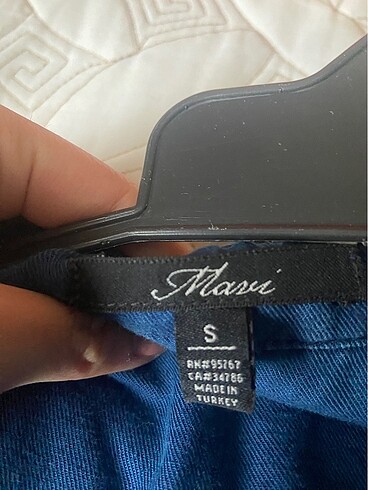 Mavi
S
RN#95767
CA#34786
MADE IN
TURKEY